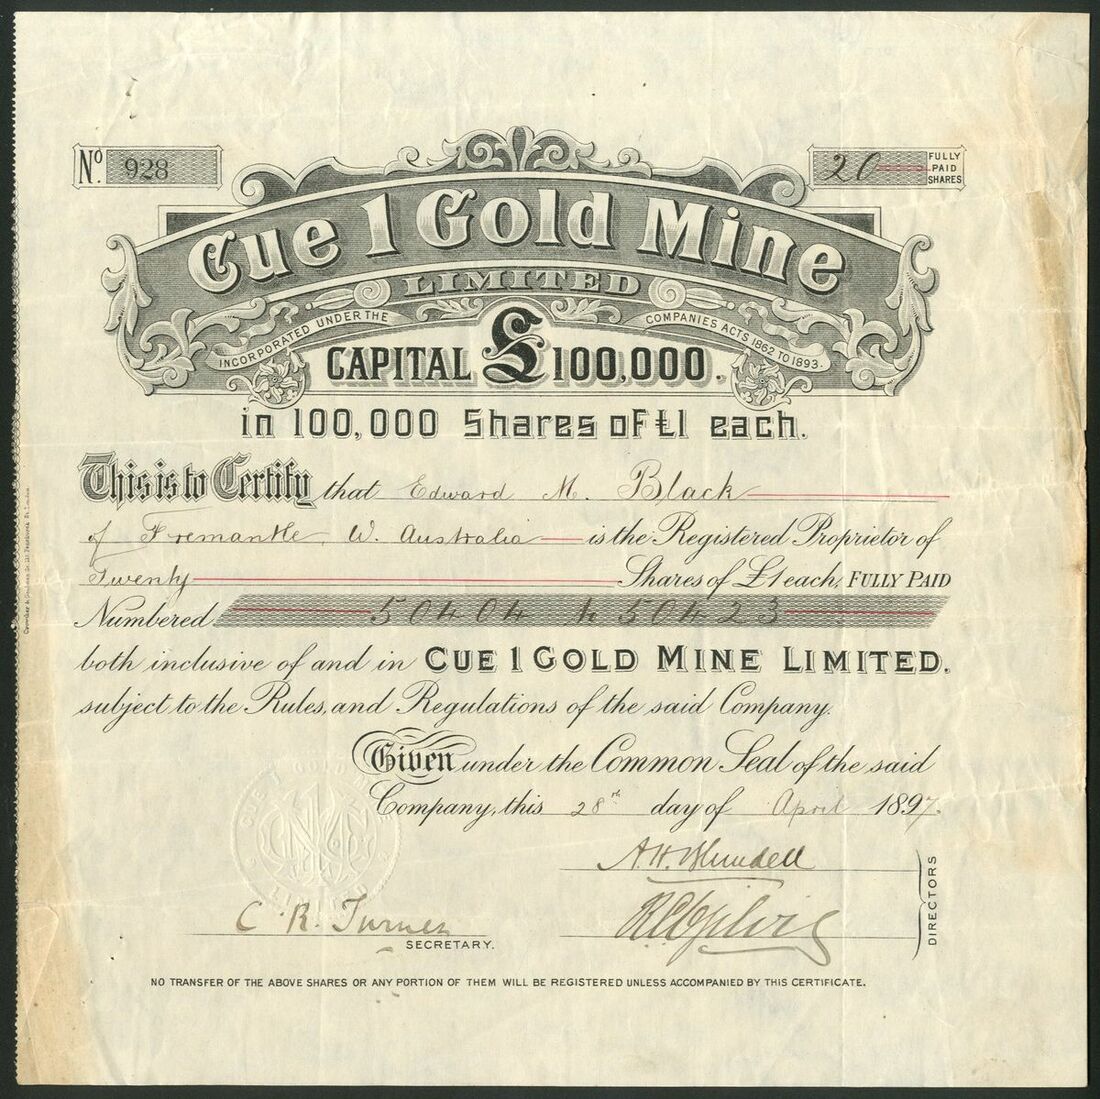 No. 928
20 FULLY PAID SHARES
Cue 1 Gold Mine
LIMITED
INCORPORATED UNDER THE COMPANIES ACTS 1862 TO 1893.
CAPITAL £100,000.
in 100,000 Shares of £1 each.
This is to Certify that Edward M. Black
of Fremantle, W. Australia is the Registered Proprietor of
Twenty Shares of £1 each, FULLY PAID
Numbered 50404 to 50423
both inclusive of and in CUE 1 GOLD MINE LIMITED.
subject to the Rules, and Regulations of the said Company.
Given under the Common Seal of the said
Company, this 28th day of April 1897.
C. R. Turner
SECRETARY.
DIRECTORS
NO TRANSFER OF THE ABOVE SHARES OR ANY PORTION OF THEM WILL BE REGISTERED UNLESS ACCOMPANIED BY THIS CERTIFICATE.